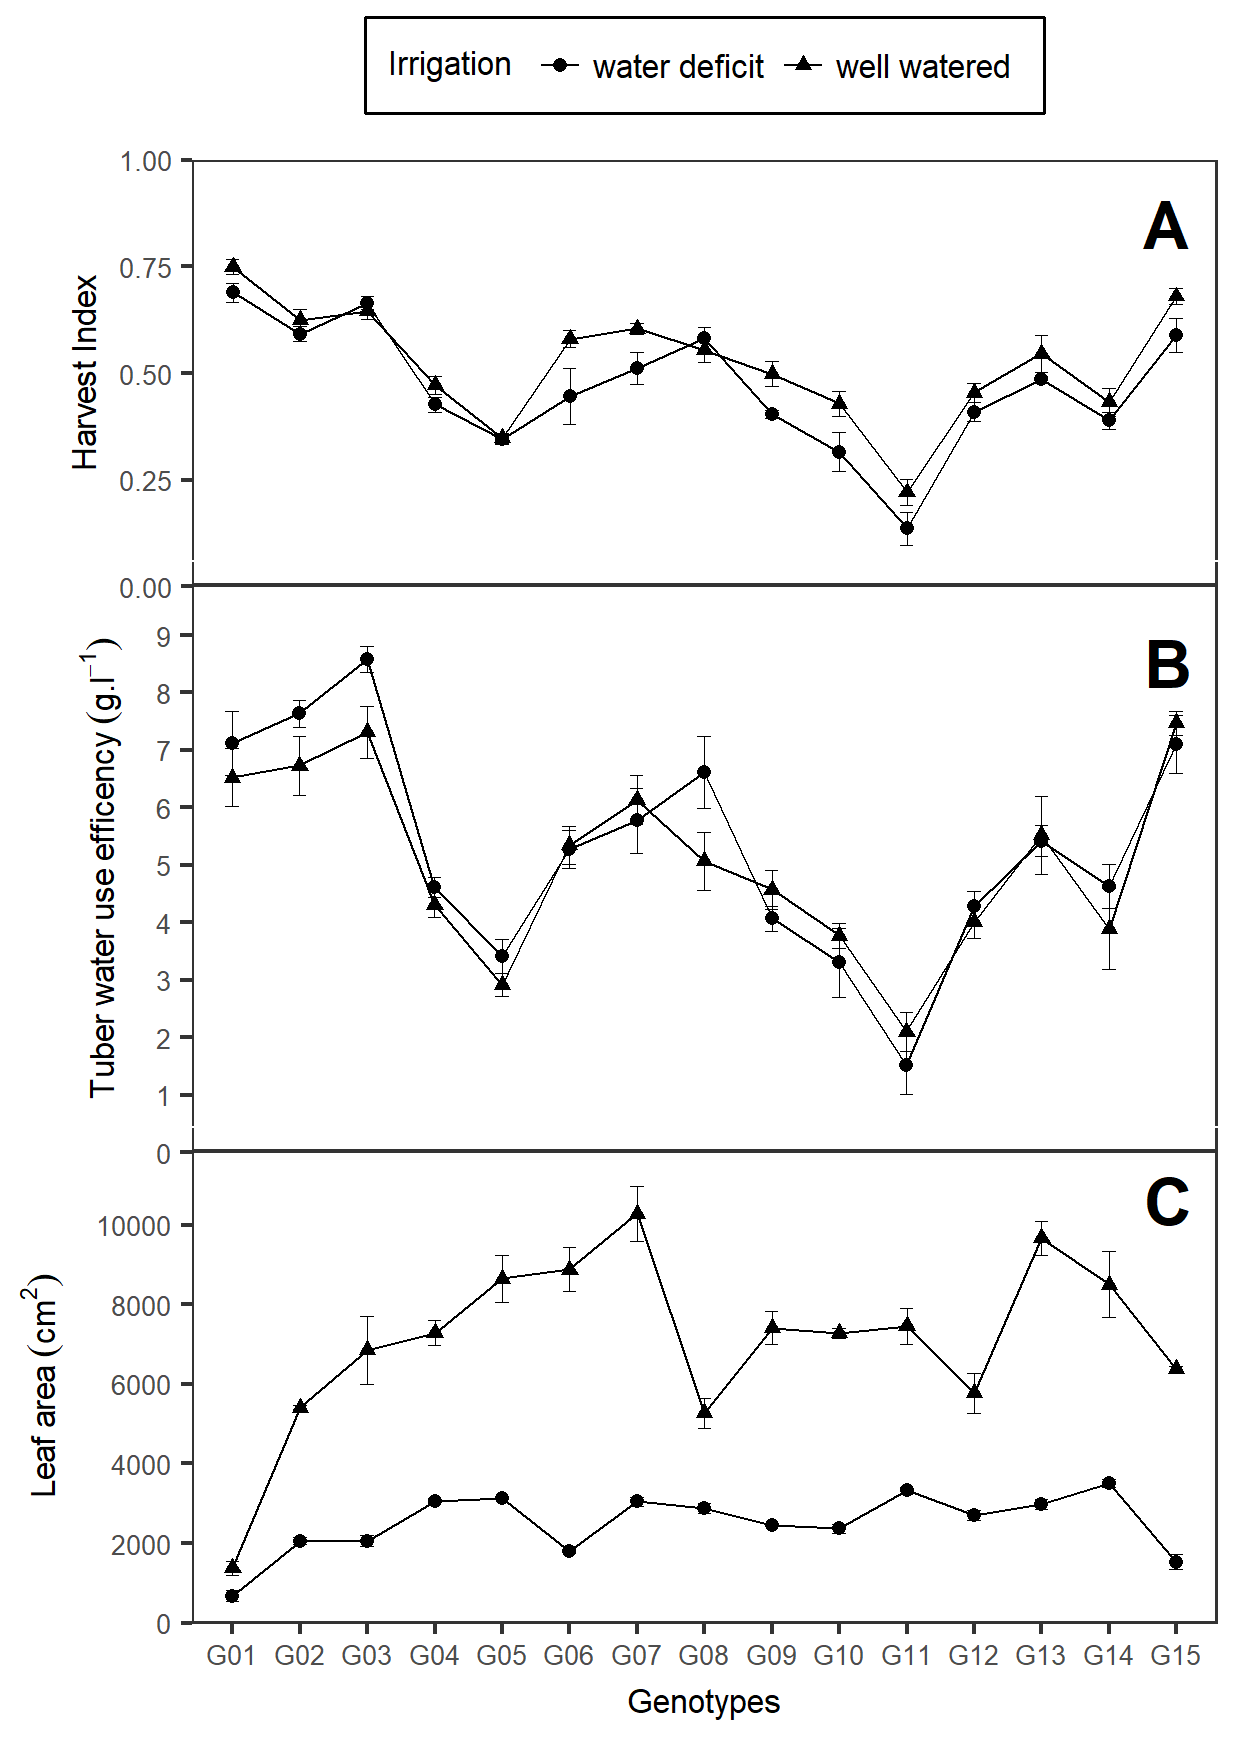 Irrigation water deficit well watered
A
Harvest Index
1.00
0.75
0.50
0.25
0.00
B
Tuber water use efficency (g.l⁻¹)
9
8
7
6
5
4
3
2
1
0
C
Leaf area (cm²)
10000
8000
6000
4000
2000
0
G01 G02 G03 G04 G05 G06 G07 G08 G09 G10 G11 G12 G13 G14 G15
Genotypes